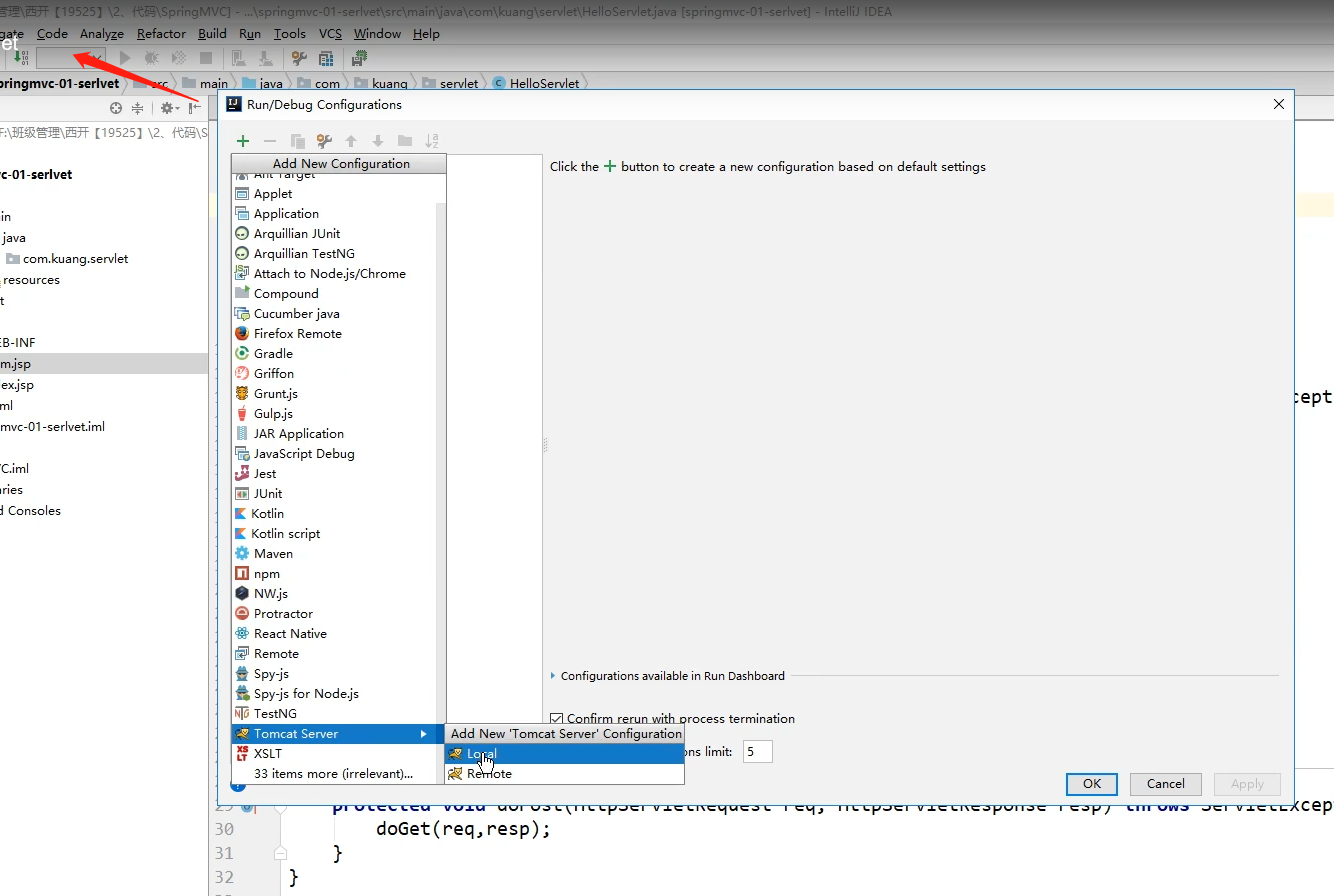 管理\西开【19525】\2、代码\SpringMVC] - ...\springmvc-01-serlvet\src\main\java\com\kuang\servlet\HelloServlet.java [springmvc-01-serlvet] - IntelliJ IDEA
gate Code Analyze Refactor Build Run Tools VCS Window Help
et
pringmvc-01-serlvet src main java com kuang servlet HelloServlet
F:\班级管理\西开【19525】\2、代码\S
c-01-serlvet
in
java
com.kuang.servlet
resources
t
EB-INF
m.jsp
ex.jsp
ml
mvc-01-serlvet.iml
C.iml
ries
d Consoles
Run/Debug Configurations
Add New Configuration
Ant Target
Applet
Application
Arquillian JUnit
Arquillian TestNG
Attach to Node.js/Chrome
Compound
Cucumber java
Firefox Remote
Gradle
Griffon
Grunt.js
Gulp.js
JAR Application
JavaScript Debug
Jest
JUnit
Kotlin
Kotlin script
Maven
npm
NW.js
Protractor
React Native
Remote
Spy-js
Spy-js for Node.js
TestNG
Tomcat Server
XSLT
33 items more (irrelevant)...
Add New 'Tomcat Server' Configuration
Local
Remote
Click the + button to create a new configuration based on default settings
Configurations available in Run Dashboard
Confirm rerun with process termination
ons limit: 5
OK Cancel Apply
cept
29 protected void doPost(HttpServletRequest req, HttpServletResponse resp) throws ServletExcep
30 doGet(req,resp);
31 }
32 }